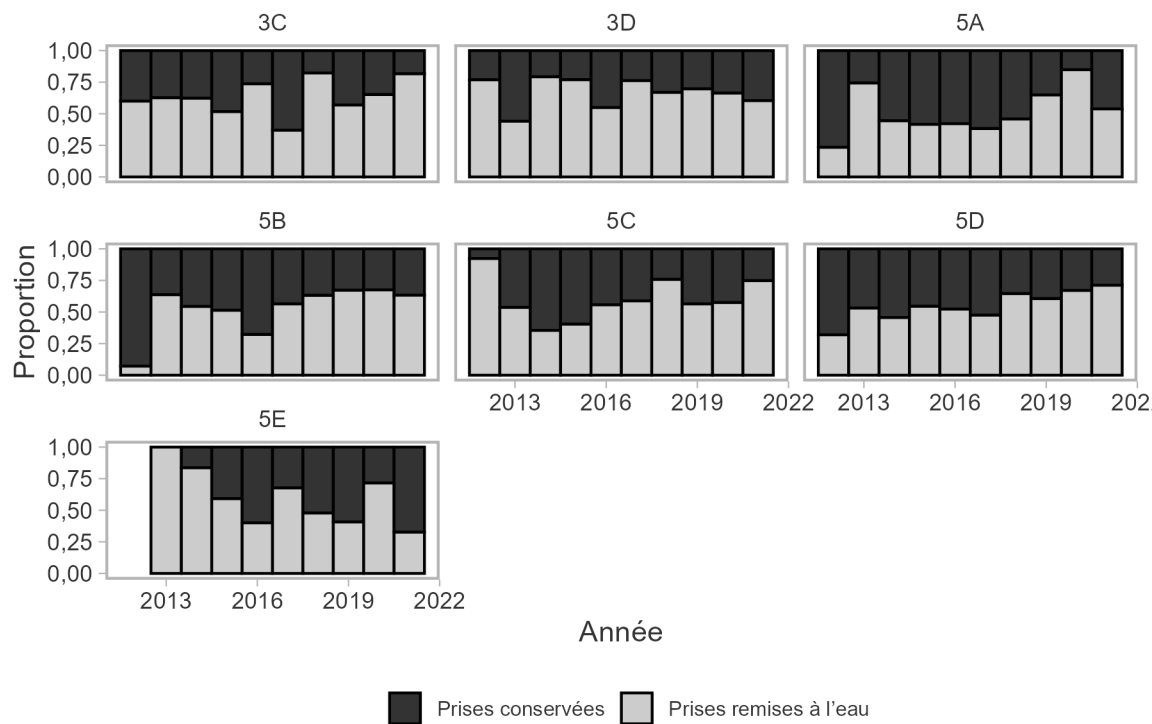 3C 3D 5A
1,00
0,75
0,50
0,25
0,00
5B 5C 5D
1,00
0,75
0,50
0,25
0,00
2013 2016 2019 2022 2013 2016 2019
5E
1,00
0,75
0,50
0,25
0,00
2013 2016 2019 2022
Proportion
Année
Prises conservées Prises remises à l’eau